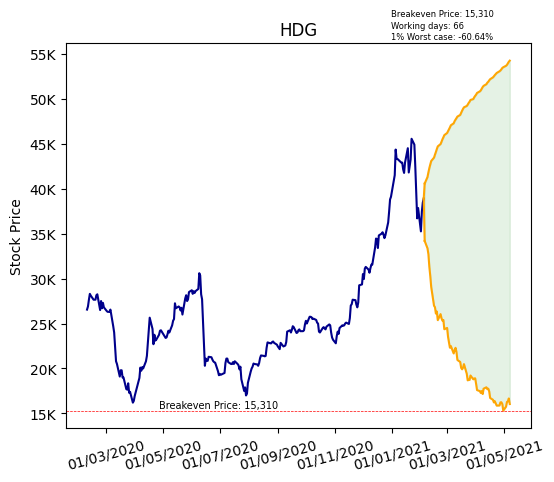 Breakeven Price: 15,310
Working days: 66
1% Worst case: -60.64%
HDG
Stock Price
55K
50K
45K
40K
35K
30K
25K
20K
15K
Breakeven Price: 15,310
01/03/2020
01/05/2020
01/07/2020
01/09/2020
01/11/2020
01/01/2021
01/03/2021
01/05/2021